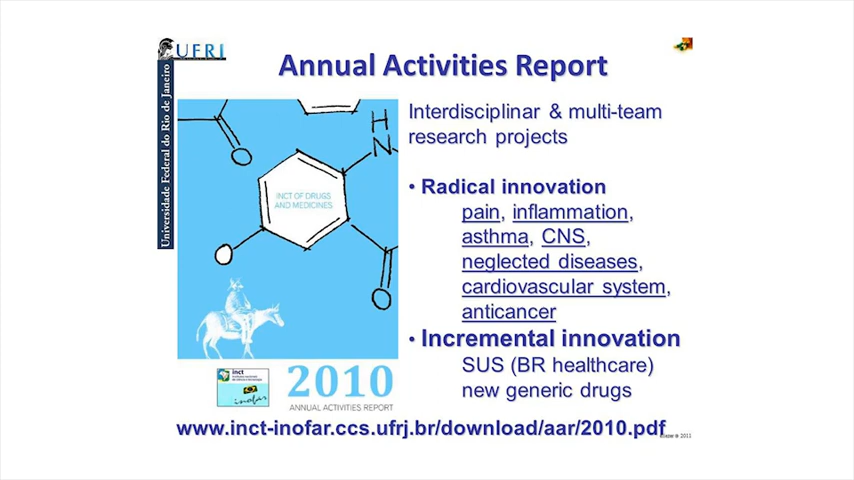 UFRJ
Universidade Federal do Rio de Janeiro
Annual Activities Report
Interdisciplinar & multi-team
research projects
• Radical innovation
pain, inflammation,
asthma, CNS,
neglected diseases,
cardiovascular system,
anticancer
• Incremental innovation
SUS (BR healthcare)
new generic drugs
H
N
O
O
INCT OF DRUGS
AND MEDICINES
inct
inofar
2010
ANNUAL ACTIVITIES REPORT
www.inct-inofar.ccs.ufrj.br/download/aar/2010.pdf